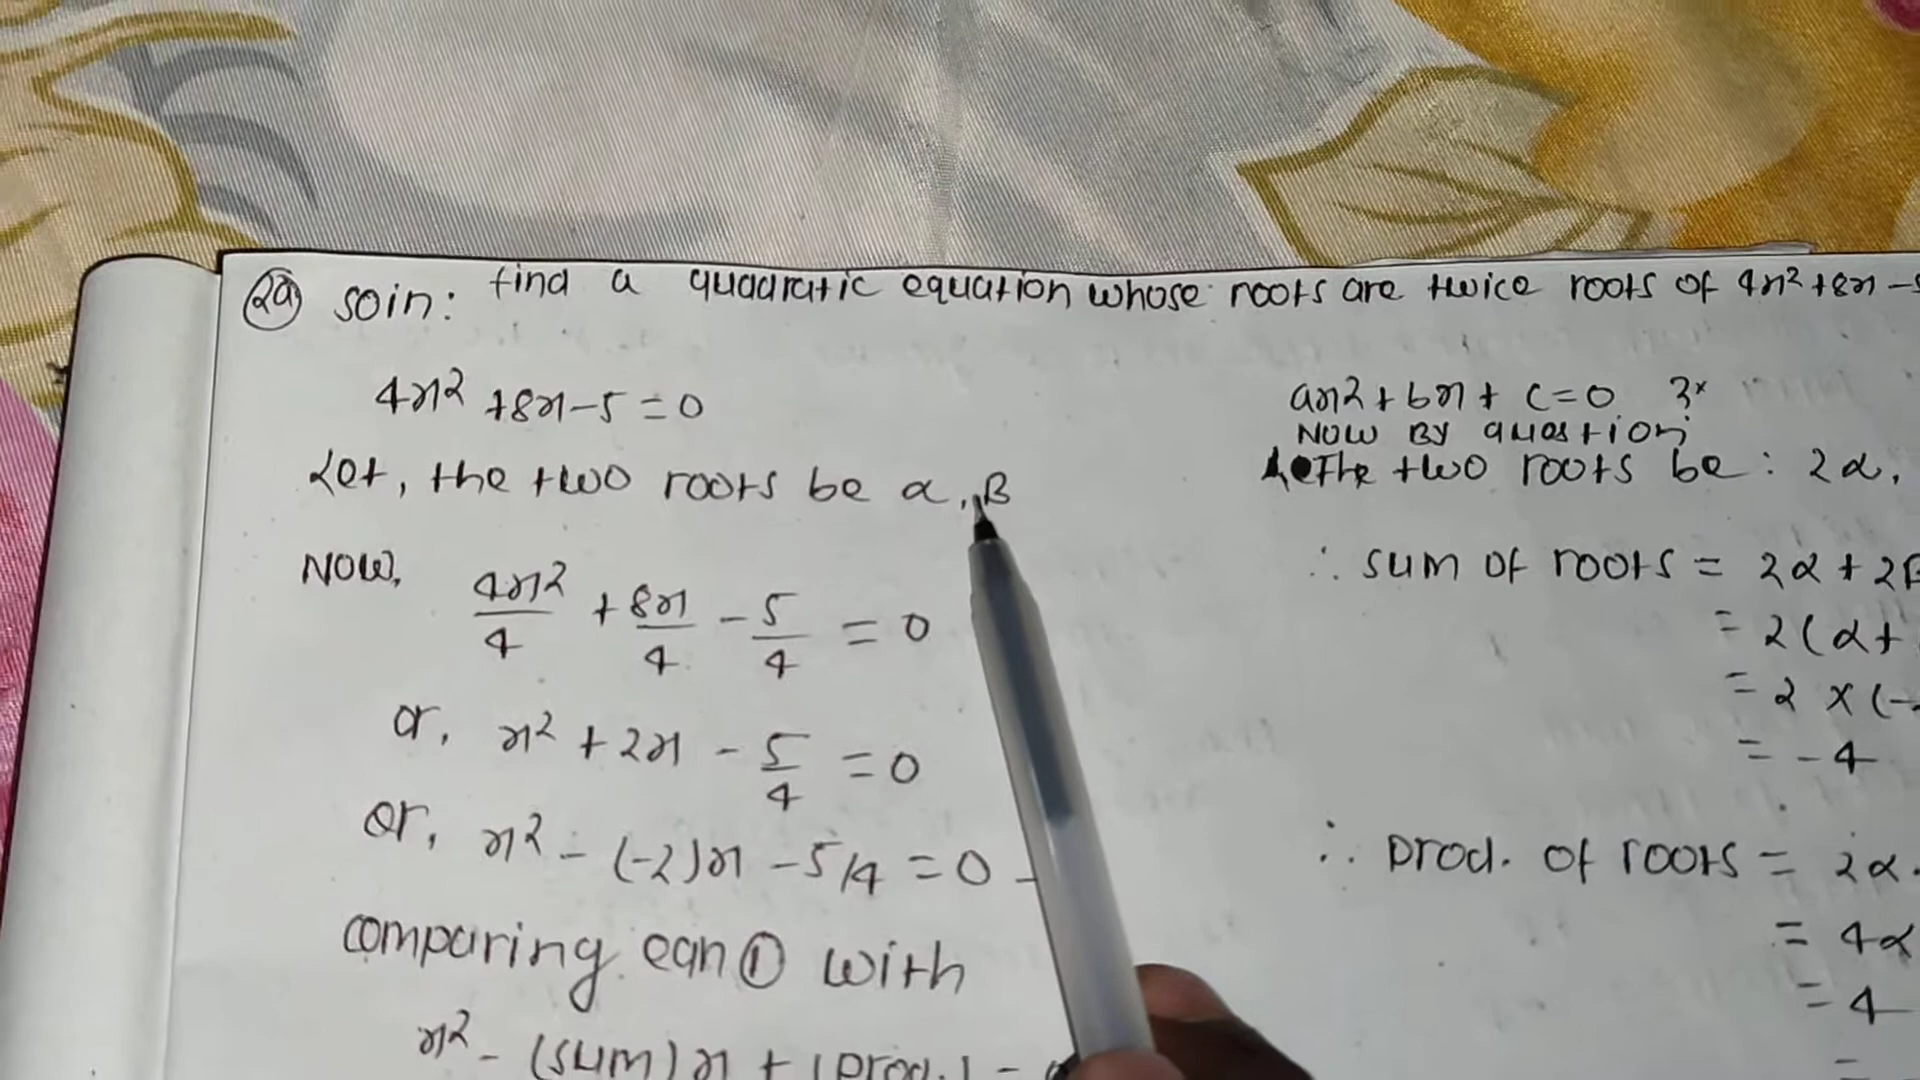 2a) soln: find a quadratic equation whose roots are twice roots of 4x² + 8x - 5
4x² + 8x - 5 = 0
Let, the two roots be α, β
Now, 4x²/4 + 8x/4 - 5/4 = 0
or, x² + 2x - 5/4 = 0
or, x² - (-2)x - 5/4 = 0 -
comparing eqn ① with
x² - (sum)x + (prod.) =
ax² + bx + c = 0
Now By question
The two roots be: 2α,
∴ sum of roots = 2α + 2β
= 2(α +
= 2 × (-
= -4
∴ prod. of roots = 2α.
= 4α
= 4
=